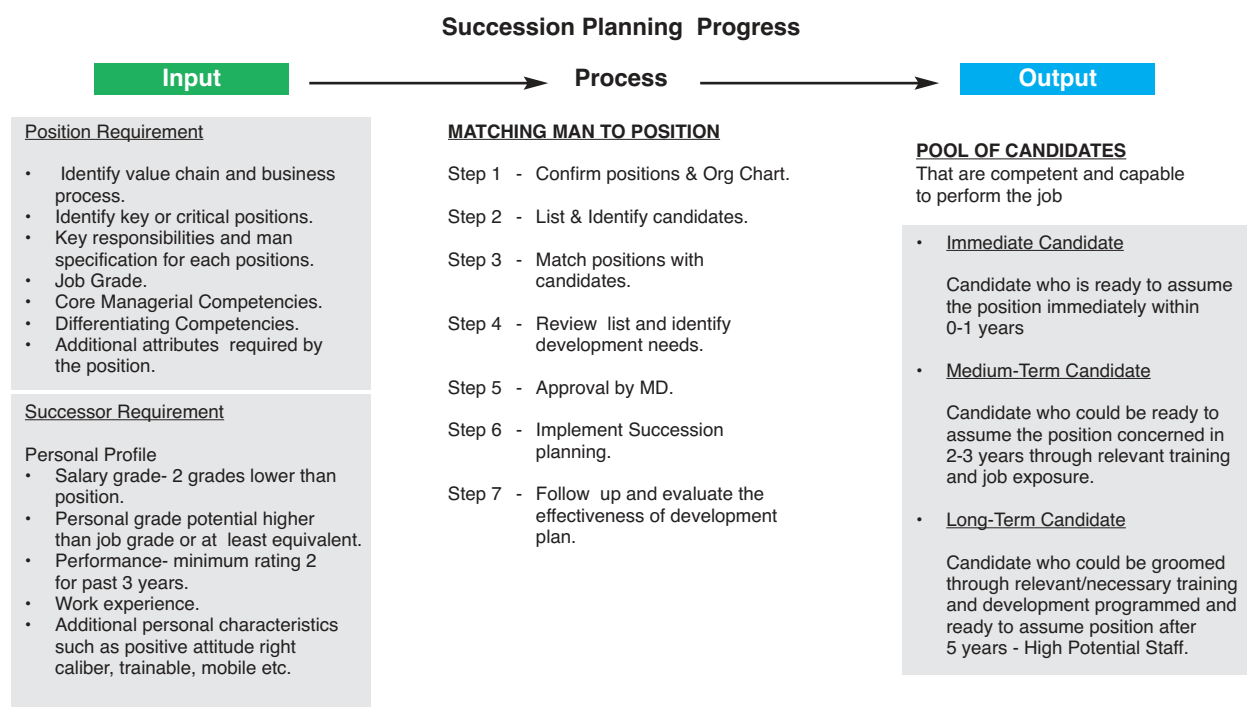 Succession Planning  Progress
Input
Process
Output
Position Requirement
•  Identify value chain and business
process.
• Identify key or critical positions.
• Key responsibilities and man
specification for each positions.
• Job Grade.
• Core Managerial Competencies.
• Differentiating Competencies.
• Additional attributes  required by
the position.
Successor Requirement
Personal Profile
• Salary grade- 2 grades lower than
position.
• Personal grade potential higher
than job grade or at  least equivalent.
• Performance- minimum rating 2
for past 3 years.
• Work experience.
• Additional personal characteristics
such as positive attitude right
caliber, trainable, mobile etc.
MATCHING MAN TO POSITION
Step 1 - Confirm positions & Org Chart.
Step 2 - List & Identify candidates.
Step 3 - Match positions with
candidates.
Step 4 - Review  list and identify
development needs.
Step 5 - Approval by MD.
Step 6 - Implement Succession
planning.
Step 7 - Follow  up and evaluate the
effectiveness of development
plan.
POOL OF CANDIDATES
That are competent and capable
to perform the job
• Immediate Candidate
Candidate who is ready to assume
the position immediately within
0-1 years
• Medium-Term Candidate
Candidate who could be ready to
assume the position concerned in
2-3 years through relevant training
and job exposure.
• Long-Term Candidate
Candidate who could be groomed
through relevant/necessary training
and development programmed and
ready to assume position after
5 years - High Potential Staff.